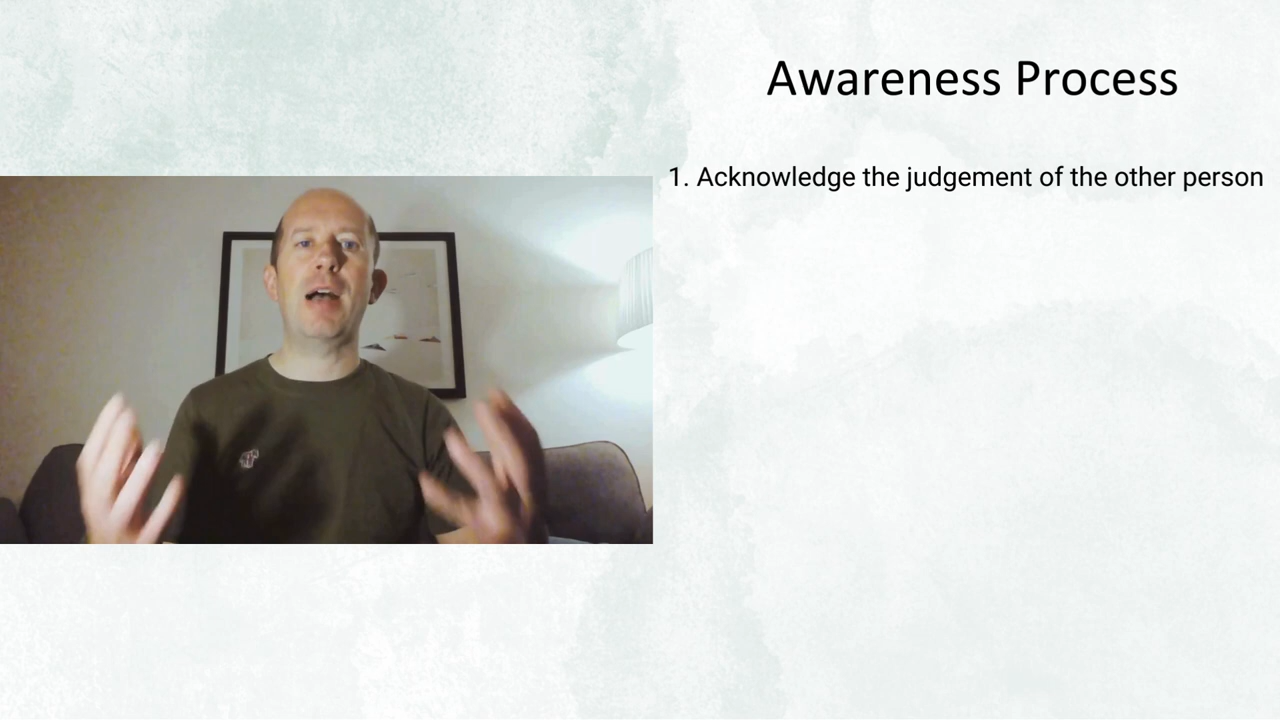 Awareness Process
1. Acknowledge the judgement of the other person